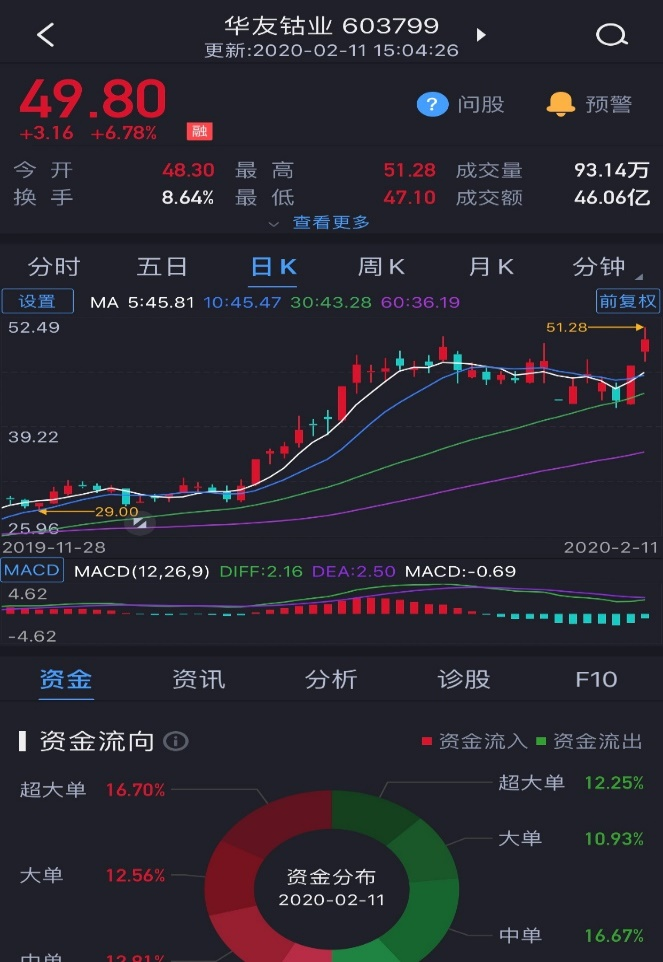 华友钴业 603799
更新:2020-02-11 15:04:26
49.80
+3.16 +6.78% 融
? 问股 预警
今开 48.30 最高 51.28 成交量 93.14万
换手 8.64% 最低 47.10 成交额 46.06亿
查看更多
分时 五日 日K 周K 月K 分钟
设置 MA 5:45.81 10:45.47 30:43.28 60:36.19 前复权
52.49
51.28
39.22
29.00
25.96
2019-11-28 2020-2-11
MACD MACD(12,26,9) DIFF:2.16 DEA:2.50 MACD:-0.69
4.62
-4.62
资金 资讯 分析 诊股 F10
资金流向 资金流入 资金流出
超大单 16.70% 超大单 12.25%
大单 10.93%
大单 12.56%
资金分布
2020-02-11
中单 16.67%
中单 12.81%